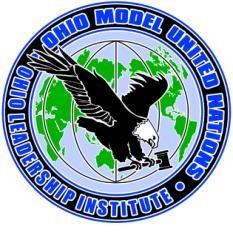 OHIO MODEL UNITED NATIONS
OHIO LEADERSHIP INSTITUTE